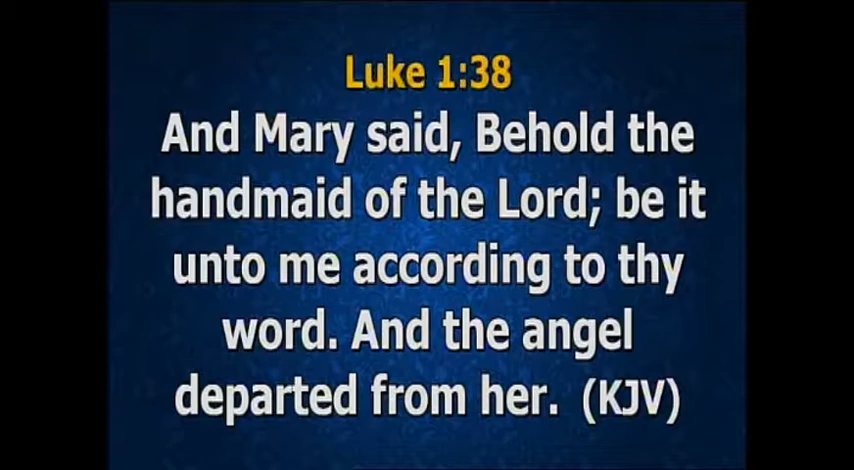 Luke 1:38
And Mary said, Behold the
handmaid of the Lord; be it
unto me according to thy
word. And the angel
departed from her. (KJV)